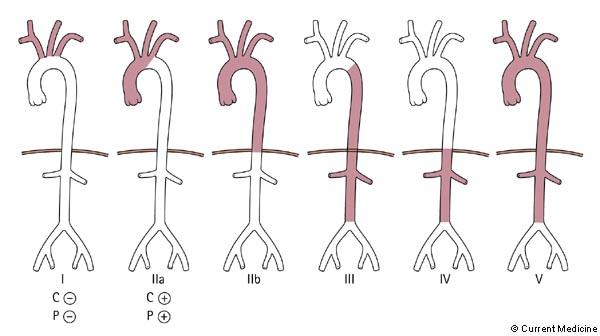 I IIa IIb III IV V
C ⊖ C ⊕
P ⊖ P ⊕
© Current Medicine